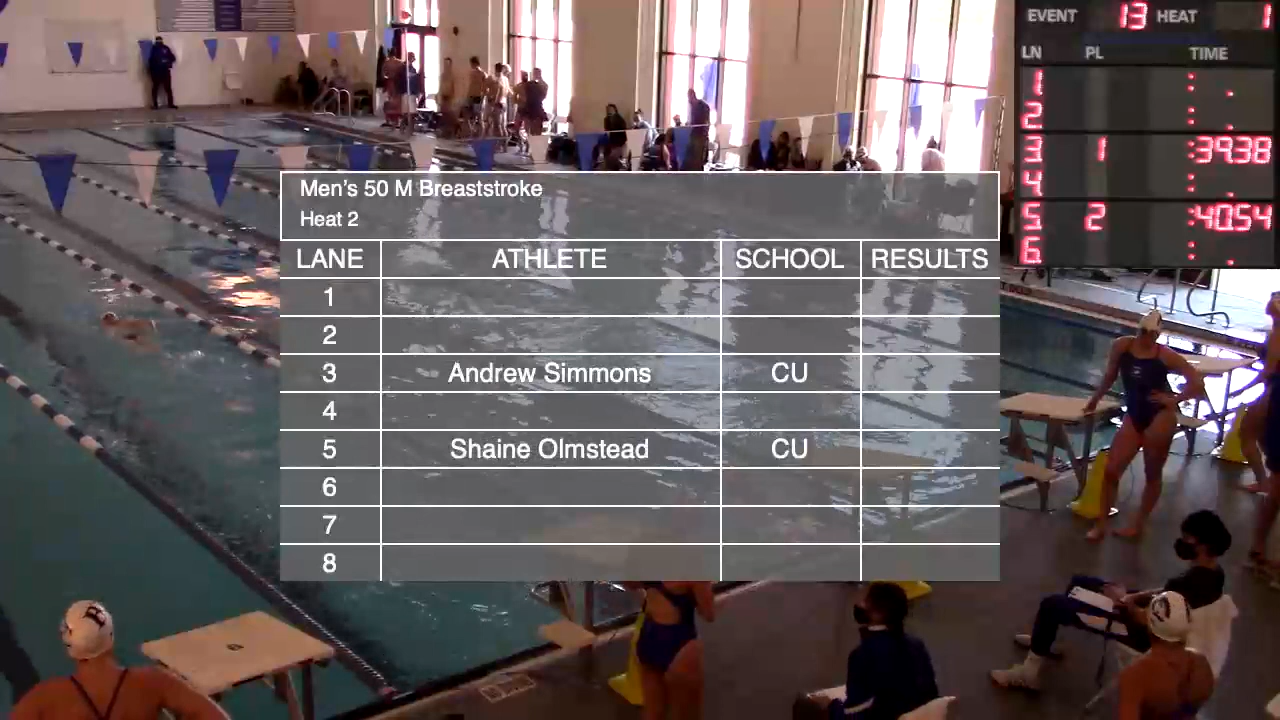 EVENT 13 HEAT 1
LN PL TIME
1 : .
2 : .
3 1 :39.38
4 : .
5 2 :40.54
6 : .
Men's 50 M Breaststroke
Heat 2
LANE ATHLETE SCHOOL RESULTS
1
2
3 Andrew Simmons CU
4
5 Shaine Olmstead CU
6
7
8